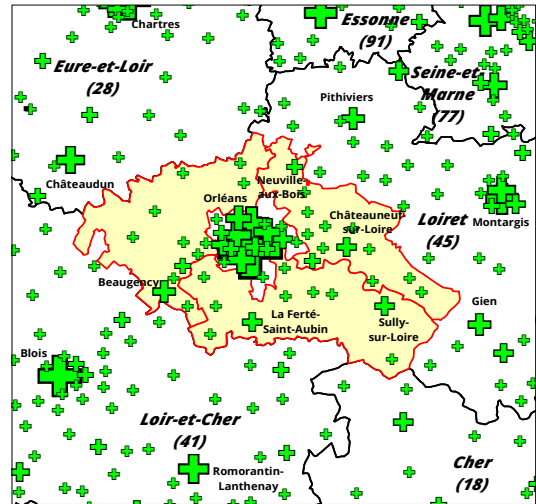 Chartres
Essonne
(91)
Eure-et-Loir
(28)
Seine-et-
Marne
(77)
Pithiviers
Châteaudun
Neuville-
aux-Bois
Orléans
Châteauneuf-
sur-Loire
Loiret
(45)
Montargis
Beaugency
Gien
La Ferté-
Saint-Aubin
Sully-
sur-Loire
Blois
Loir-et-Cher
(41)
Romorantin-
Lanthenay
Cher
(18)